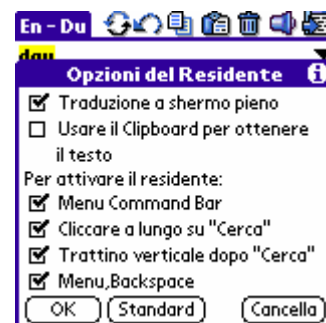 En - Du
day
Opzioni del Residente
Traduzione a shermo pieno
Usare il Clipboard per ottenere
il testo
Per attivare il residente:
Menu Command Bar
Cliccare a lungo su "Cerca"
Trattino verticale dopo "Cerca"
Menu,Backspace
OK Standard Cancella